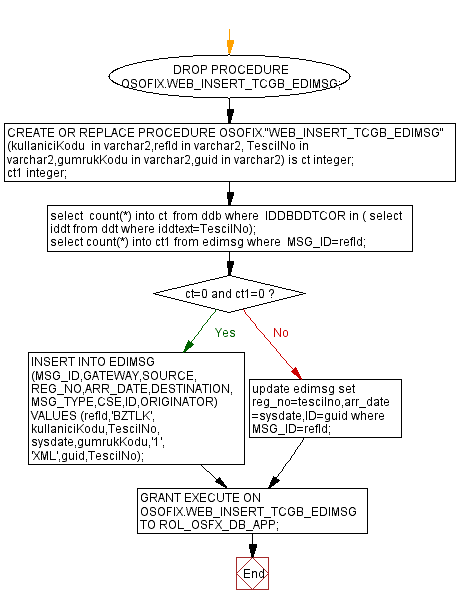 DROP PROCEDURE
OSOFIX.WEB_INSERT_TCGB_EDIMSG;
CREATE OR REPLACE PROCEDURE OSOFIX."WEB_INSERT_TCGB_EDIMSG"
(kullaniciKodu in varchar2,refId in varchar2, TescilNo in
varchar2,gumrukKodu in varchar2,guid in varchar2) is ct integer;
ct1 integer;
select count(*) into ct from ddb where IDDBDDTCOR in ( select
iddt from ddt where iddtext=TescilNo);
select count(*) into ct1 from edimsg where MSG_ID=refId;
ct=0 and ct1=0 ?
Yes
No
INSERT INTO EDIMSG
(MSG_ID,GATEWAY,SOURCE,
REG_NO,ARR_DATE,DESTINATION,
MSG_TYPE,CSE,ID,ORIGINATOR)
VALUES (refId,'BZTLK',
kullaniciKodu,TescilNo,
sysdate,gumrukKodu,'1',
'XML',guid,TescilNo);
update edimsg set
reg_no=tescilno,arr_date
=sysdate,ID=guid where
MSG_ID=refId;
GRANT EXECUTE ON
OSOFIX.WEB_INSERT_TCGB_EDIMSG
TO ROL_OSFX_DB_APP;
End